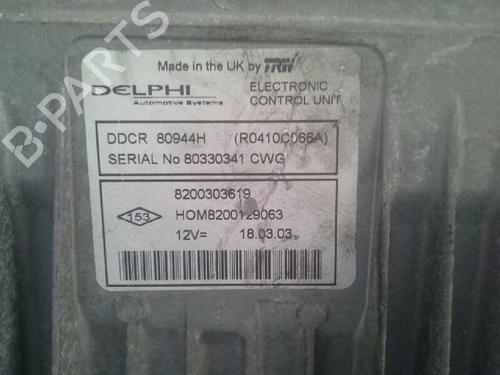 Made in the UK by TRW
DELPHI
Automotive Systems
ELECTRONIC
CONTROL UNIT
DDCR 80944H (R0410C066A)
SERIAL No 80330341 CWG
8200303619
153
HOM8200129063
12V= 18.03.03
B-PARTS